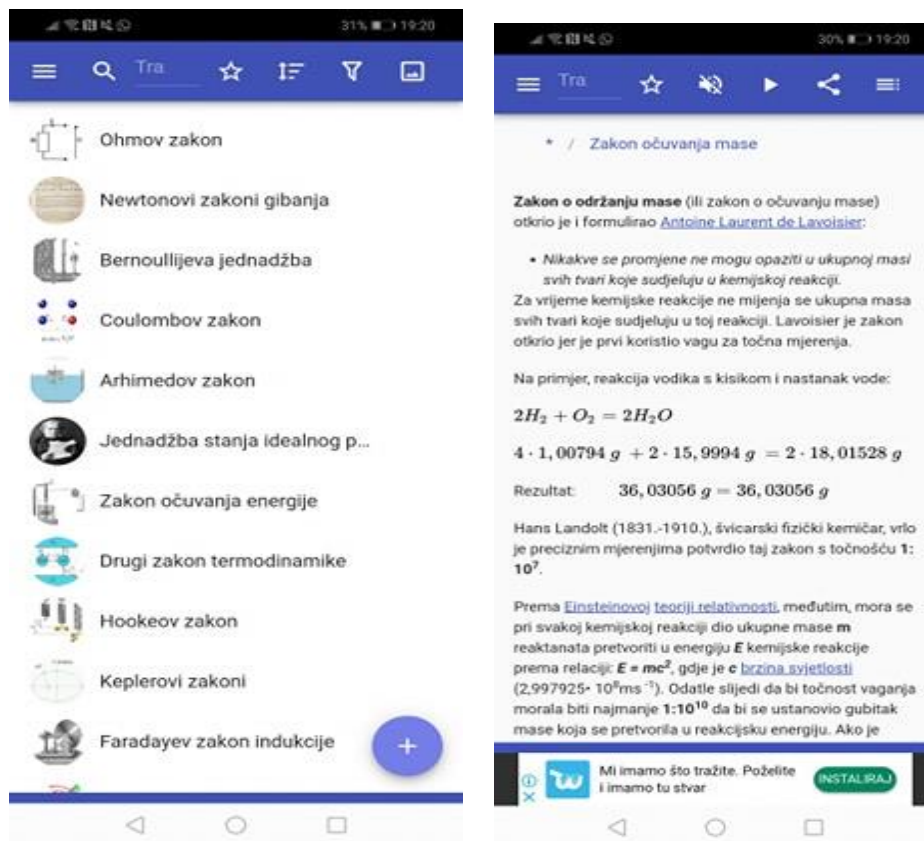 31% 19:20
Tra
Ohmov zakon
Newtonovi zakoni gibanja
Bernoullijeva jednadžba
Coulombov zakon
Arhimedov zakon
Jednadžba stanja idealnog p...
Zakon očuvanja energije
Drugi zakon termodinamike
Hookeov zakon
Keplerovi zakoni
Faradayev zakon indukcije
+
30% 19:20
Tra
* / Zakon očuvanja mase
Zakon o održanju mase (ili zakon o očuvanju mase)
otkrio je i formulirao Antoine Laurent de Lavoisier:
• Nikakve se promjene ne mogu opaziti u ukupnoj masi
svih tvari koje sudjeluju u kemijskoj reakciji.
Za vrijeme kemijske reakcije ne mijenja se ukupna masa
svih tvari koje sudjeluju u toj reakciji. Lavoisier je zakon
otkrio jer je prvi koristio vagu za točna mjerenja.
Na primjer, reakcija vodika s kisikom i nastanak vode:
2H₂ + O₂ = 2H₂O
4 · 1,00794 g + 2 · 15,9994 g = 2 · 18,01528 g
Rezultat: 36,03056 g = 36,03056 g
Hans Landolt (1831.-1910.), švicarski fizički kemičar, vrlo
je preciznim mjerenjima potvrdio taj zakon s točnošću 1:
10⁷.
Prema Einsteinovoj teoriji relativnosti, međutim, mora se
pri svakoj kemijskoj reakciji dio ukupne mase m
reaktanata pretvoriti u energiju E kemijske reakcije
prema relaciji: E = mc², gdje je c brzina svjetlosti
(2,997925• 10⁸ms ⁻¹). Odatle slijedi da bi točnost vaganja
morala biti najmanje 1:10¹⁰ da bi se ustanovio gubitak
mase koja se pretvorila u reakcijsku energiju. Ako je
Mi imamo što tražite. Poželite
i imamo tu stvar
INSTALIRAJ